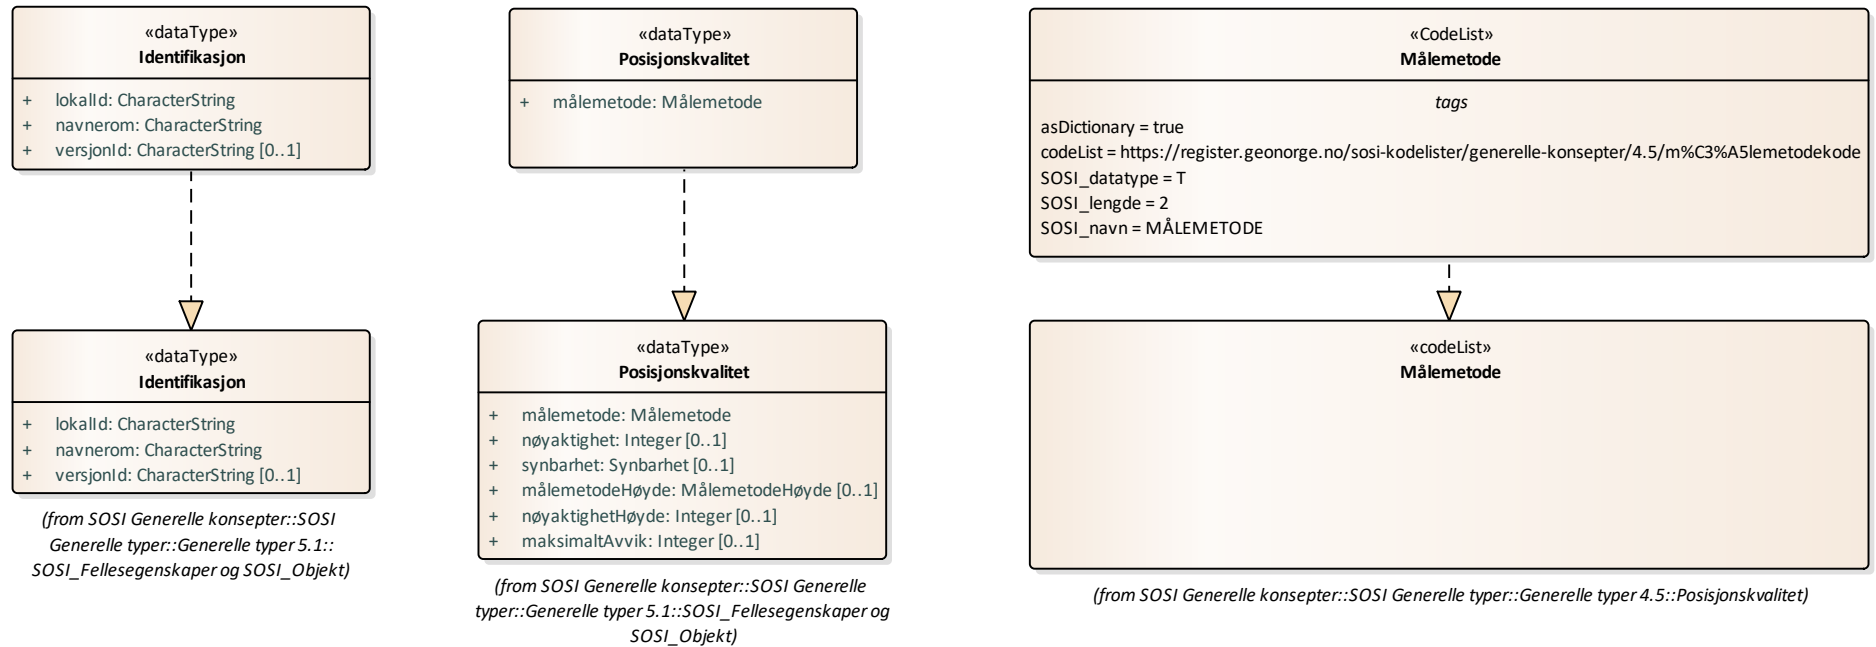 «dataType»
Identifikasjon
+ lokalId: CharacterString
+ navnerom: CharacterString
+ versjonId: CharacterString [0..1]
«dataType»
Identifikasjon
+ lokalId: CharacterString
+ navnerom: CharacterString
+ versjonId: CharacterString [0..1]
(from SOSI Generelle konsepter::SOSI
Generelle typer::Generelle typer 5.1::
SOSI_Fellesegenskaper og SOSI_Objekt)
«dataType»
Posisjonskvalitet
+ målemetode: Målemetode
«dataType»
Posisjonskvalitet
+ målemetode: Målemetode
+ nøyaktighet: Integer [0..1]
+ synbarhet: Synbarhet [0..1]
+ målemetodeHøyde: MålemetodeHøyde [0..1]
+ nøyaktighetHøyde: Integer [0..1]
+ maksimaltAvvik: Integer [0..1]
(from SOSI Generelle konsepter::SOSI Generelle
typer::Generelle typer 5.1::SOSI_Fellesegenskaper og
SOSI_Objekt)
«CodeList»
Målemetode
tags
asDictionary = true
codeList = https://register.geonorge.no/sosi-kodelister/generelle-konsepter/4.5/m%C3%A5lemetodekode
SOSI_datatype = T
SOSI_lengde = 2
SOSI_navn = MÅLEMETODE
«codeList»
Målemetode
(from SOSI Generelle konsepter::SOSI Generelle typer::Generelle typer 4.5::Posisjonskvalitet)